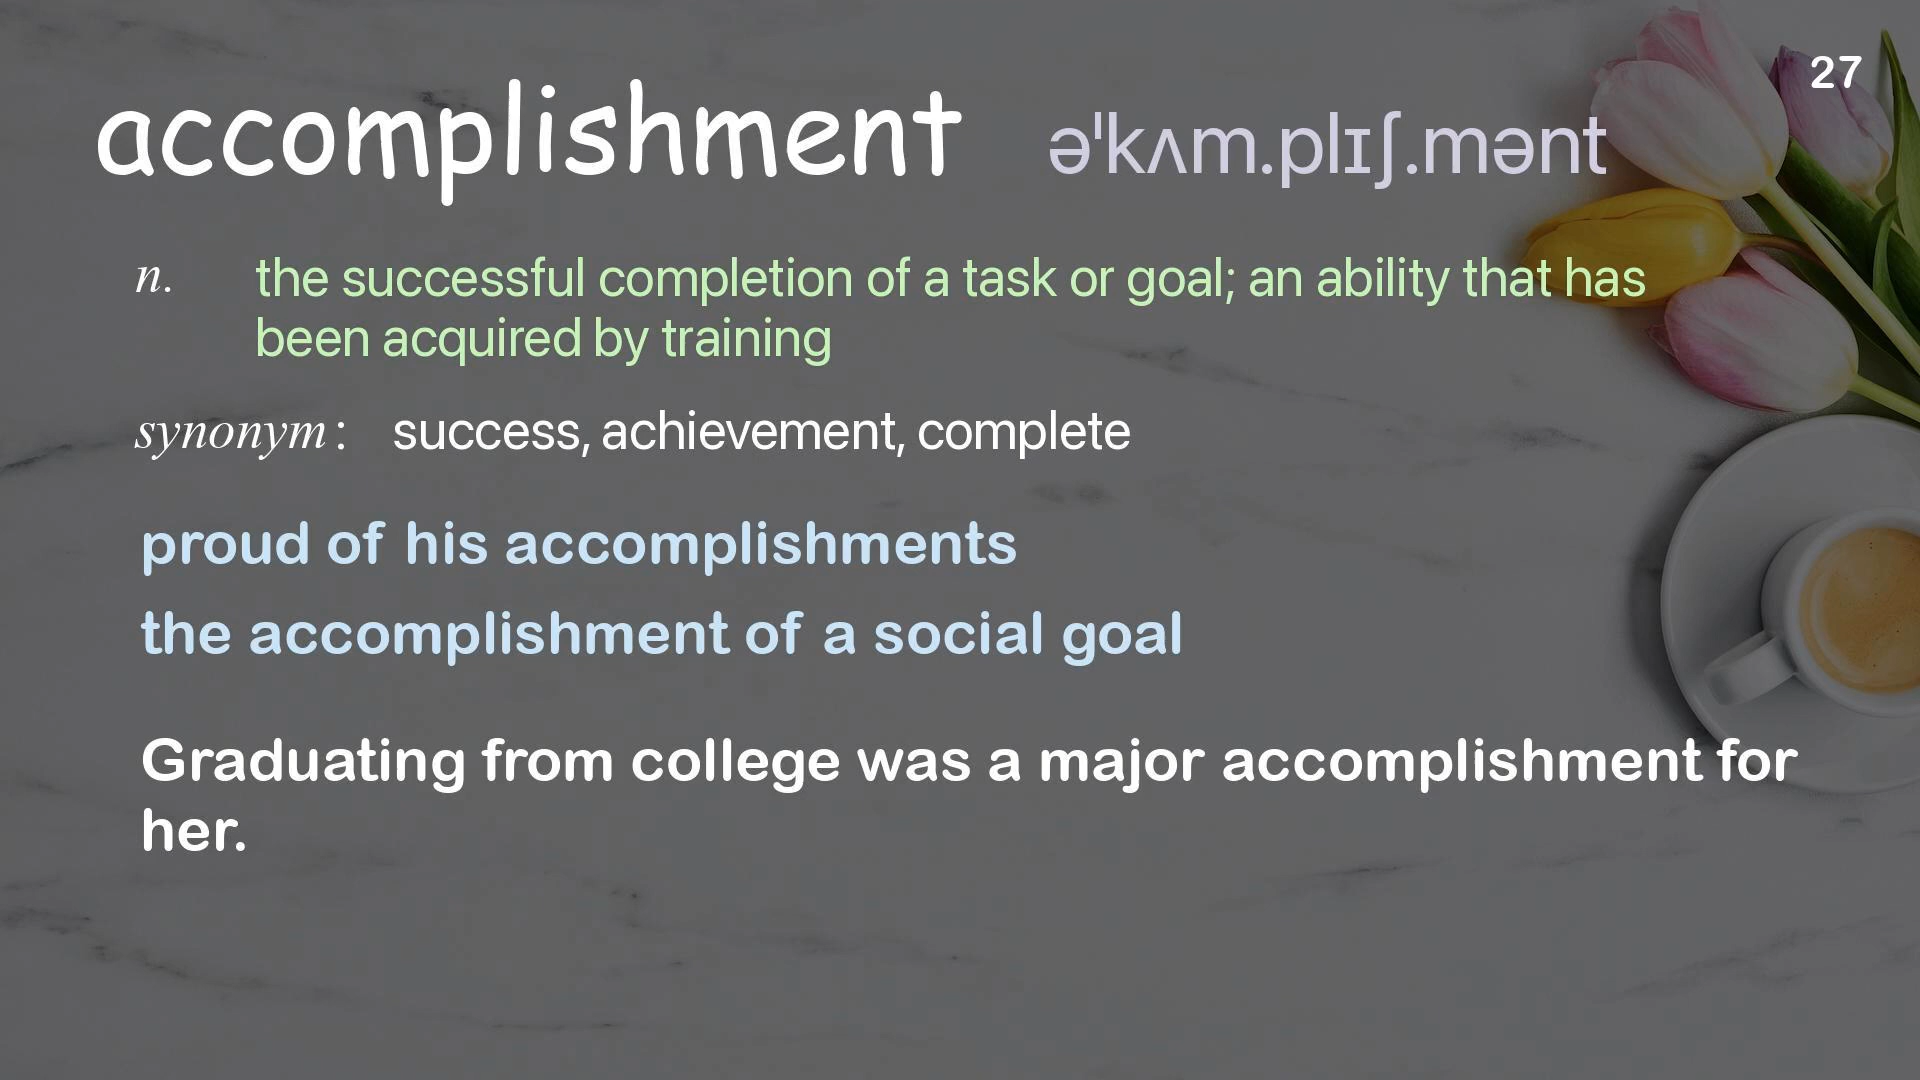 27
accomplishment əˈkʌm.plɪʃ.mənt
n. the successful completion of a task or goal; an ability that has
been acquired by training
synonym : success, achievement, complete
proud of his accomplishments
the accomplishment of a social goal
Graduating from college was a major accomplishment for
her.